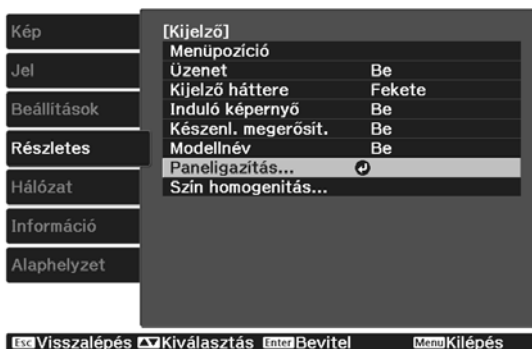 Kép
Jel
Beállítások
Részletes
Hálózat
Információ
Alaphelyzet
[Kijelző]
Menüpozíció
Üzenet Be
Kijelző háttere Fekete
Induló képernyő Be
Készenl. megerősít. Be
Modellnév Be
Paneligazítás...
Szín homogenitás...
Esc Visszalépés Kiválasztás Enter Bevitel Menu Kilépés